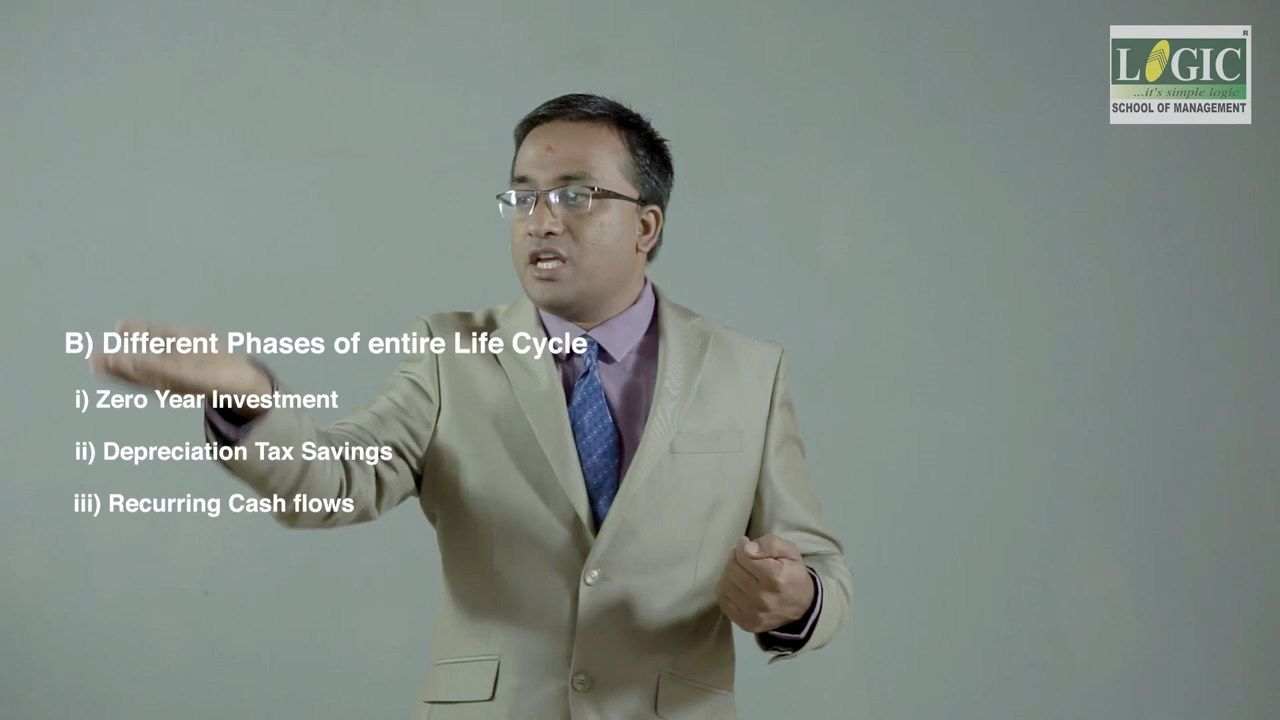 LOGIC
R
...it's simple logic
SCHOOL OF MANAGEMENT
B) Different Phases of entire Life Cycle
i) Zero Year Investment
ii) Depreciation Tax Savings
iii) Recurring Cash flows